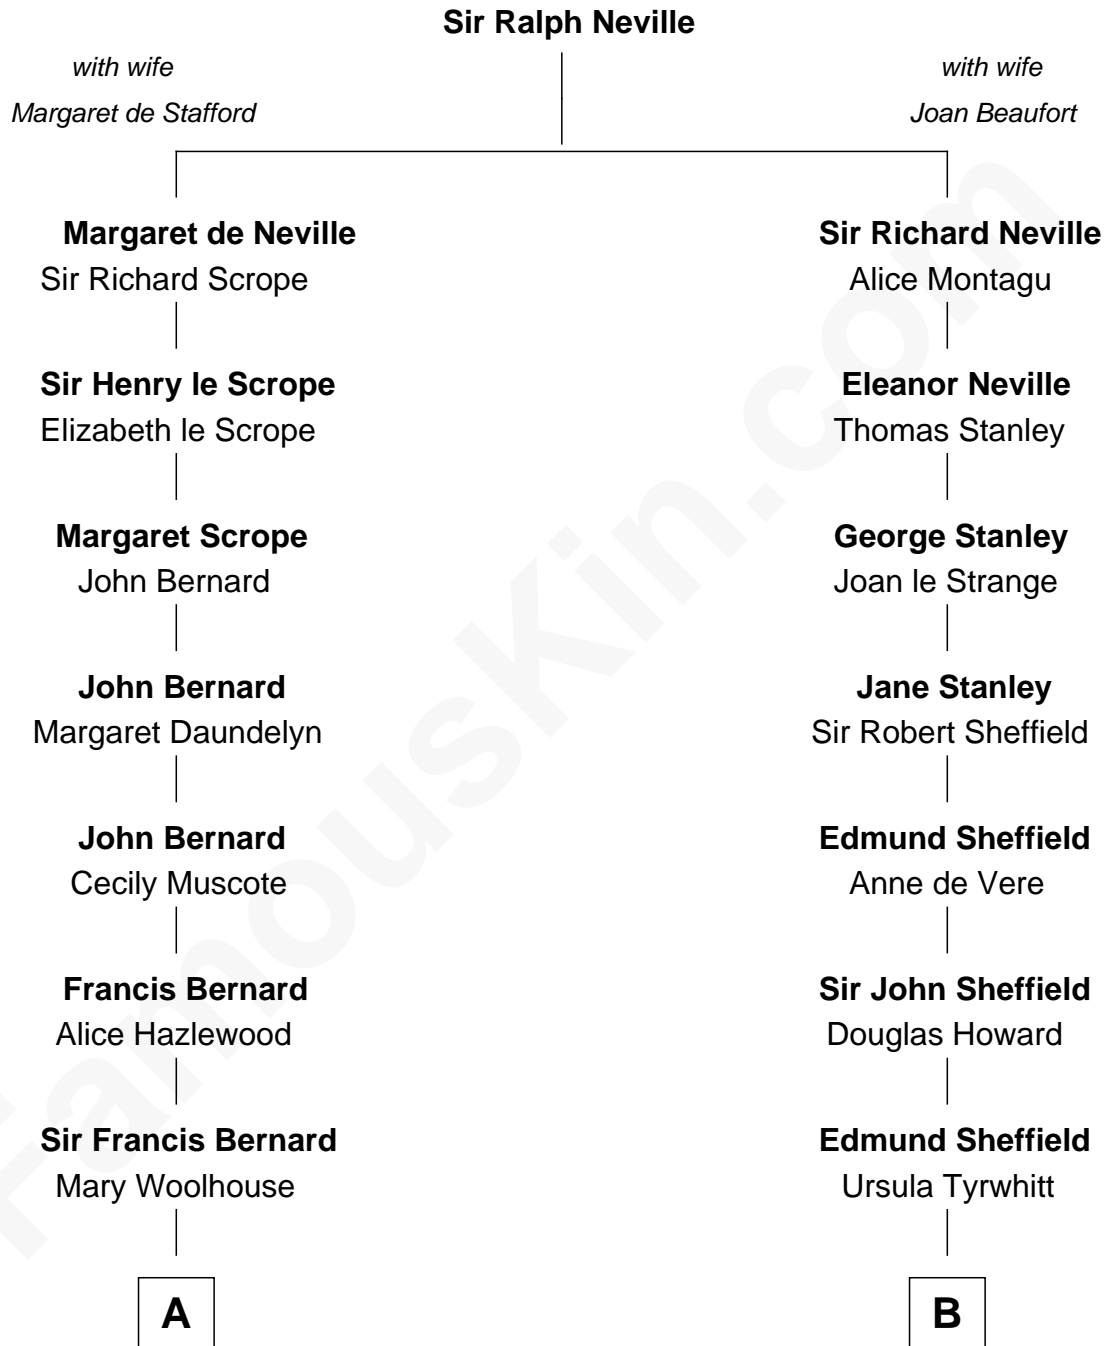 Sir Ralph Neville
with wife
Margaret de Stafford
with wife
Joan Beaufort
Margaret de Neville
Sir Richard Scrope
Sir Henry le Scrope
Elizabeth le Scrope
Margaret Scrope
John Bernard
John Bernard
Margaret Daundelyn
John Bernard
Cecily Muscote
Francis Bernard
Alice Hazlewood
Sir Francis Bernard
Mary Woolhouse
A
Sir Richard Neville
Alice Montagu
Eleanor Neville
Thomas Stanley
George Stanley
Joan le Strange
Jane Stanley
Sir Robert Sheffield
Edmund Sheffield
Anne de Vere
Sir John Sheffield
Douglas Howard
Edmund Sheffield
Ursula Tyrwhitt
B
FamousKin.com